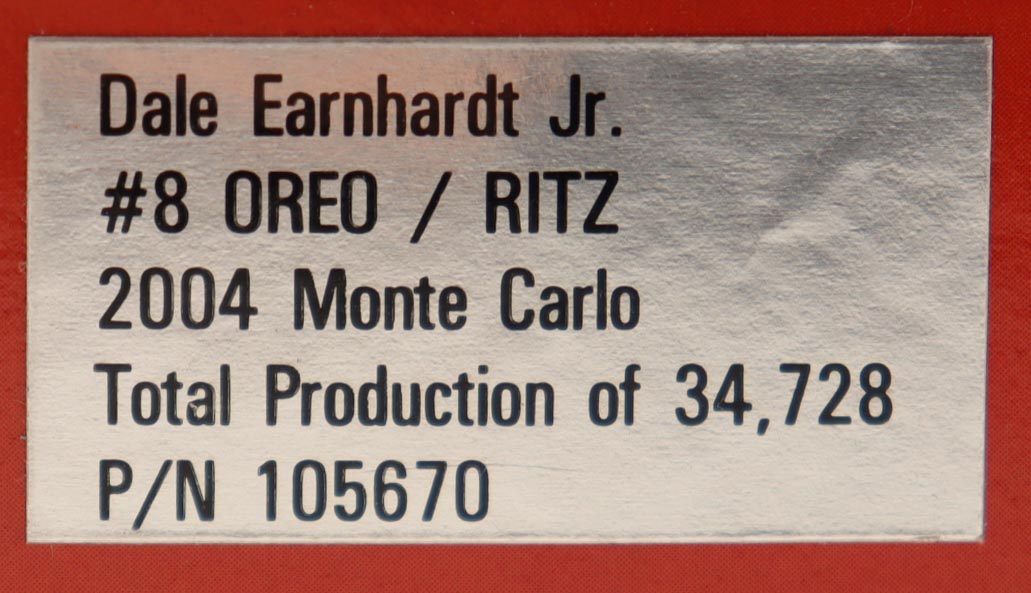 Dale Earnhardt Jr.
#8 OREO / RITZ
2004 Monte Carlo
Total Production of 34,728
P/N 105670